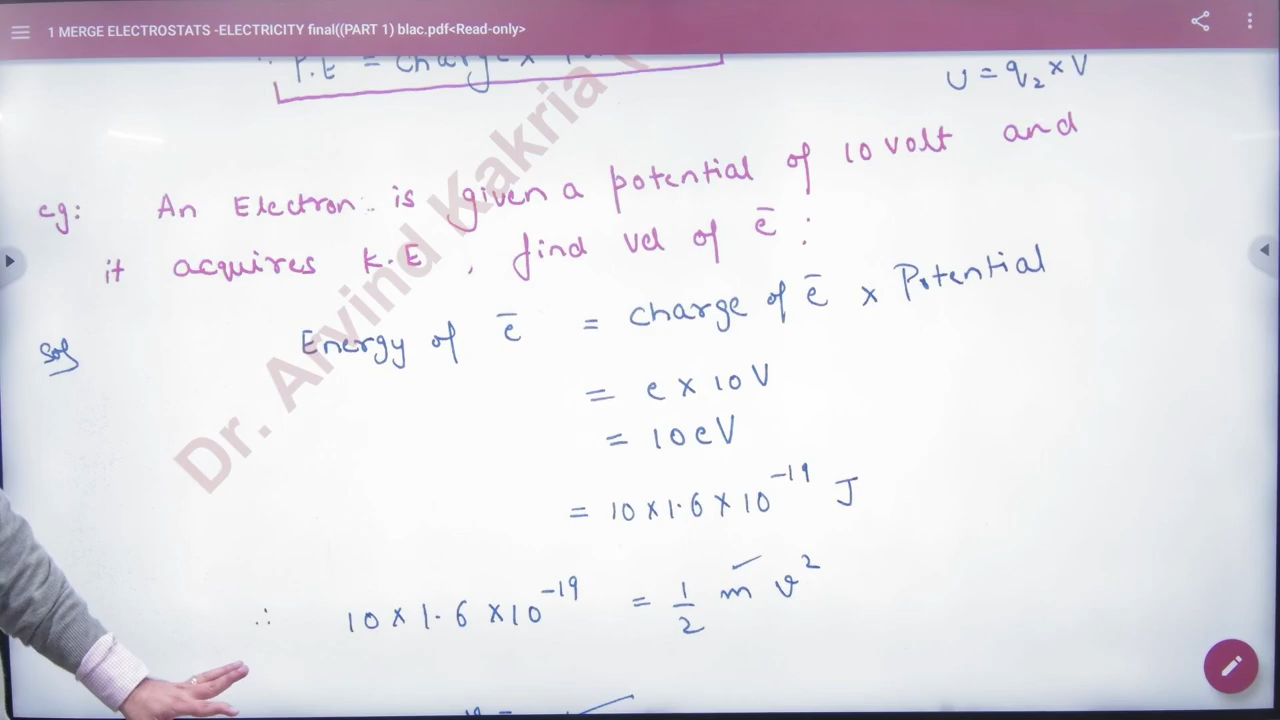 1 MERGE ELECTROSTATS -ELECTRICITY final((PART 1) blac.pdf<Read-only>
P.E = Charge ×
U = q₂ × V
eg: An Electron is given a potential of 10 volt and
it acquires K.E , find vel of ē :
Sol Energy of ē = charge of ē × Potential
= e × 10 V
= 10 eV
= 10 × 1.6 × 10⁻¹⁹ J
∴ 10 × 1.6 × 10⁻¹⁹ = 1/2 m v²
Dr. Arvind Kakria